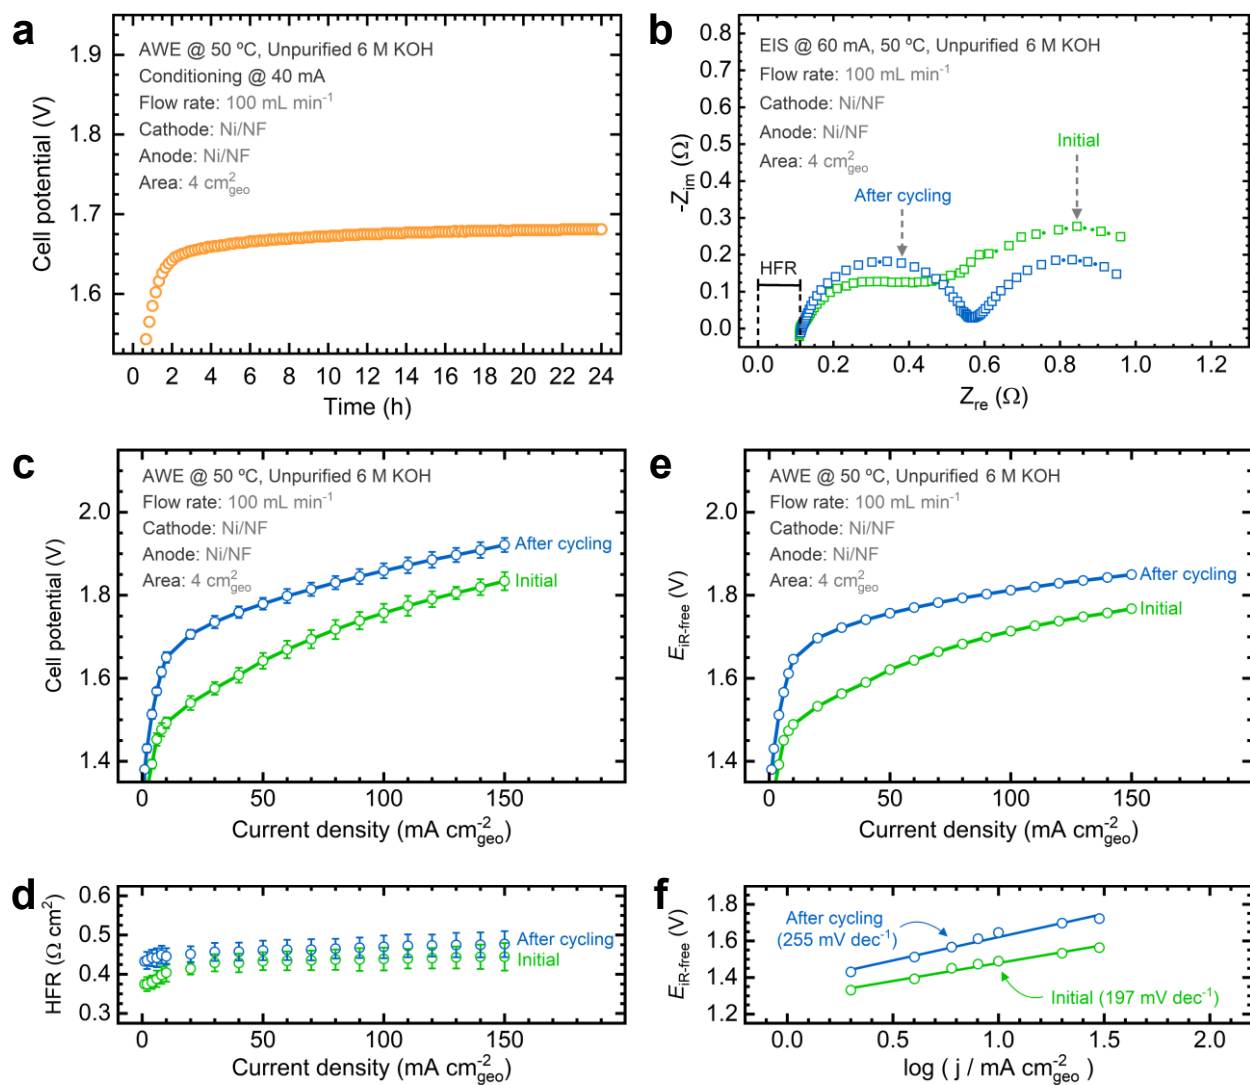 a
AWE @ 50 ºC, Unpurified 6 M KOH
Conditioning @ 40 mA
Flow rate: 100 mL min⁻¹
Cathode: Ni/NF
Anode: Ni/NF
Area: 4 cm²geo
Cell potential (V)
1.9
1.8
1.7
1.6
0 2 4 6 8 10 12 14 16 18 20 22 24
Time (h)
b
EIS @ 60 mA, 50 ºC, Unpurified 6 M KOH
Flow rate: 100 mL min⁻¹
Cathode: Ni/NF
Anode: Ni/NF
Area: 4 cm²geo
Initial
After cycling
HFR
-Zim (Ω)
0.8
0.7
0.6
0.5
0.4
0.3
0.2
0.1
0.0
0.0 0.2 0.4 0.6 0.8 1.0 1.2
Zre (Ω)
c
AWE @ 50 ºC, Unpurified 6 M KOH
Flow rate: 100 mL min⁻¹
Cathode: Ni/NF
Anode: Ni/NF
Area: 4 cm²geo
After cycling
Initial
Cell potential (V)
2.0
1.8
1.6
1.4
0 50 100 150
Current density (mA cm⁻²geo)
e
AWE @ 50 ºC, Unpurified 6 M KOH
Flow rate: 100 mL min⁻¹
Cathode: Ni/NF
Anode: Ni/NF
Area: 4 cm²geo
After cycling
Initial
EiR-free (V)
2.0
1.8
1.6
1.4
0 50 100 150
Current density (mA cm⁻²geo)
d
HFR (Ω cm²)
0.6
0.5
0.4
0.3
After cycling
Initial
0 50 100 150
Current density (mA cm⁻²geo)
f
EiR-free (V)
1.8
1.6
1.4
1.2
After cycling
(255 mV dec⁻¹)
Initial (197 mV dec⁻¹)
0.0 0.5 1.0 1.5 2.0
log ( j / mA cm⁻²geo)